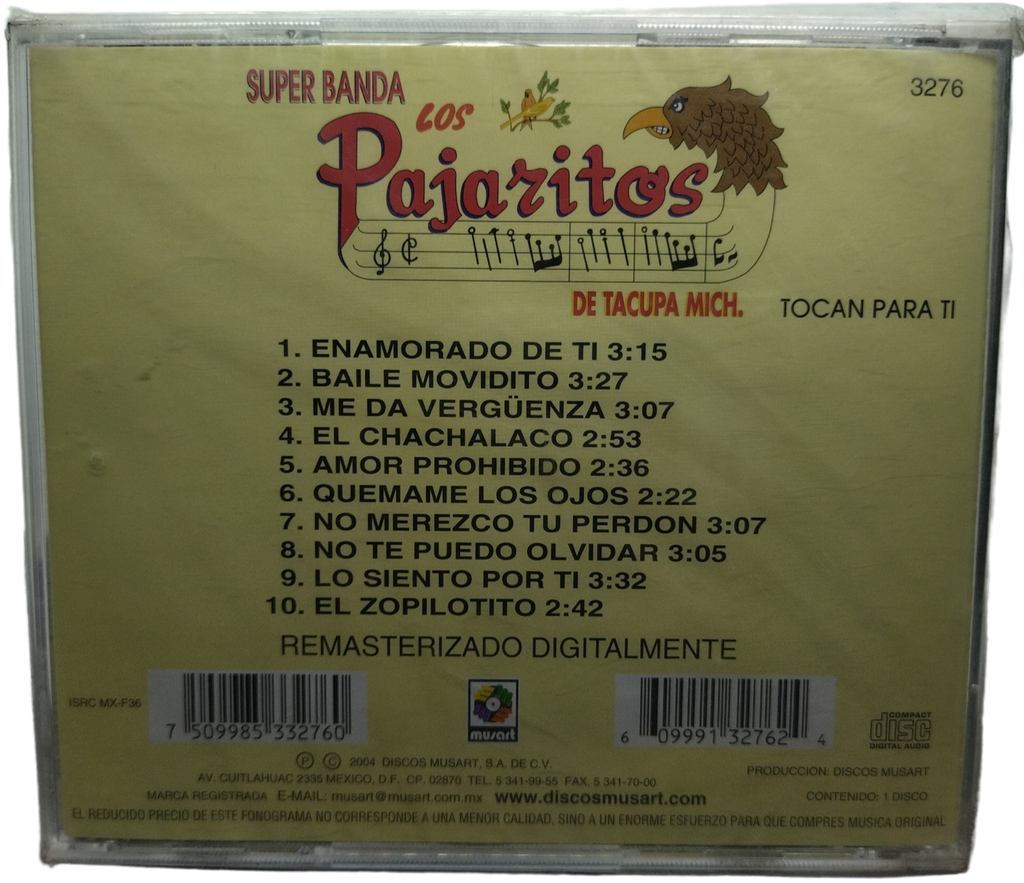 SUPER BANDA
LOS
Pajaritos
DE TACUPA MICH.
3276
TOCAN PARA TI
1. ENAMORADO DE TI 3:15
2. BAILE MOVIDITO 3:27
3. ME DA VERGÜENZA 3:07
4. EL CHACHALACO 2:53
5. AMOR PROHIBIDO 2:36
6. QUEMAME LOS OJOS 2:22
7. NO MEREZCO TU PERDON 3:07
8. NO TE PUEDO OLVIDAR 3:05
9. LO SIENTO POR TI 3:32
10. EL ZOPILOTITO 2:42
REMASTERIZADO DIGITALMENTE
ISRC MX-F36
7 509985 332760
musart
6 09991 32762 4
COMPACT
disc
DIGITAL AUDIO
Ⓟ Ⓒ 2004 DISCOS MUSART, S.A. DE C.V.
AV. CUITLAHUAC 2335 MEXICO, D.F. CP. 02870 TEL. 5 341-99-55 FAX. 5 341-70-00
MARCA REGISTRADA E-MAIL: musart@musart.com.mx www.discosmusart.com
PRODUCCION: DISCOS MUSART
CONTENIDO: 1 DISCO
EL REDUCIDO PRECIO DE ESTE FONOGRAMA NO CORRESPONDE A UNA MENOR CALIDAD, SINO A UN ENORME ESFUERZO PARA QUE COMPRES MUSICA ORIGINAL